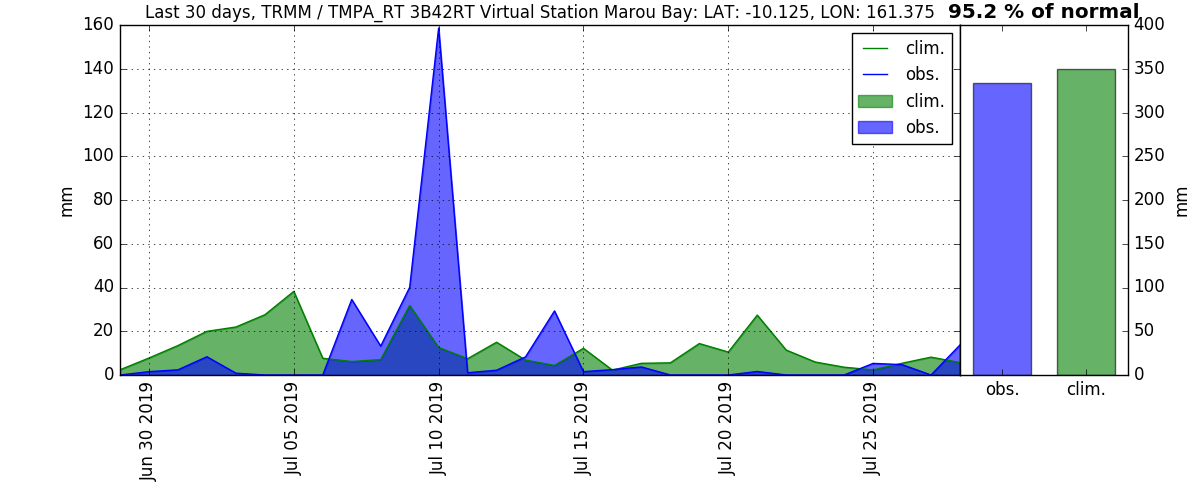 Last 30 days, TRMM / TMPA_RT 3B42RT Virtual Station Marou Bay: LAT: -10.125, LON: 161.375
95.2 % of normal
160
140
120
100
80
60
40
20
0
mm
clim.
obs.
clim.
obs.
Jun 30 2019
Jul 05 2019
Jul 10 2019
Jul 15 2019
Jul 20 2019
Jul 25 2019
400
350
300
250
200
150
100
50
0
mm
obs.
clim.